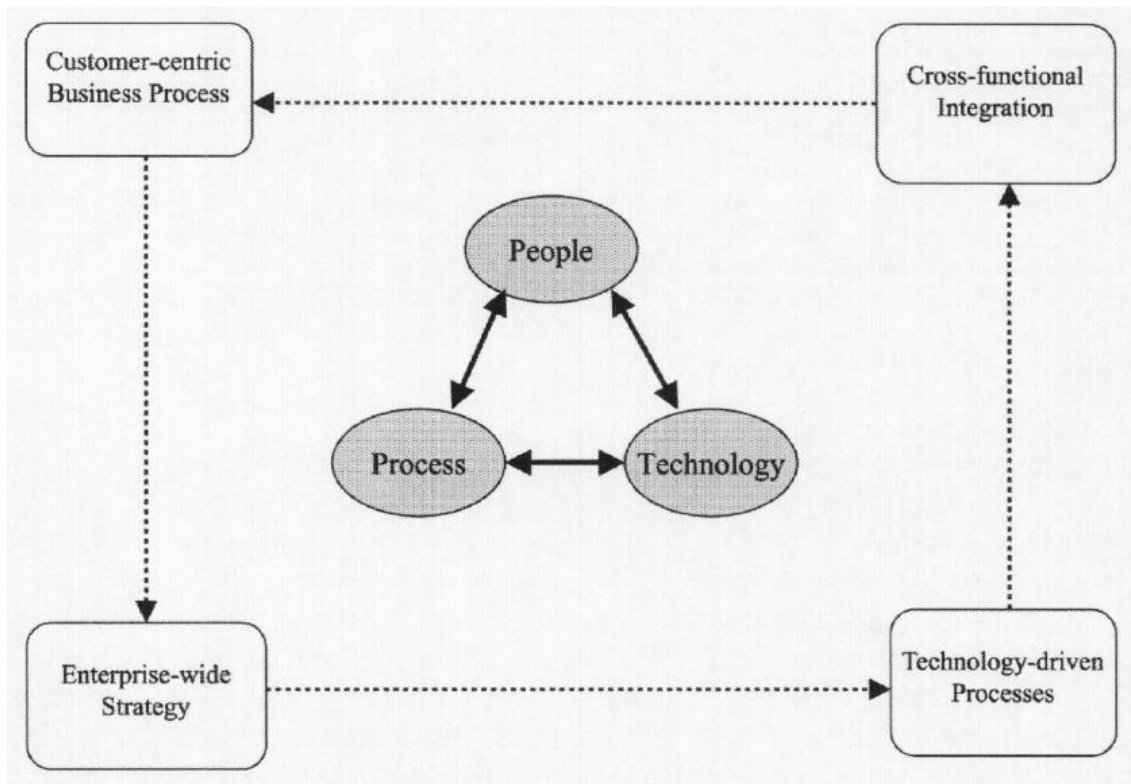 Customer-centric
Business Process
Cross-functional
Integration
People
Process
Technology
Enterprise-wide
Strategy
Technology-driven
Processes